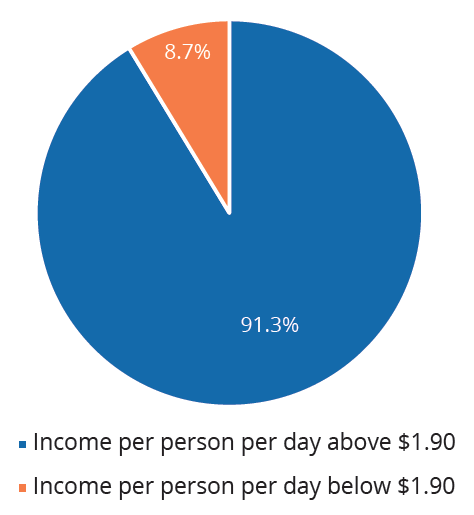 8.7%
91.3%
Income per person per day above $1.90
Income per person per day below $1.90